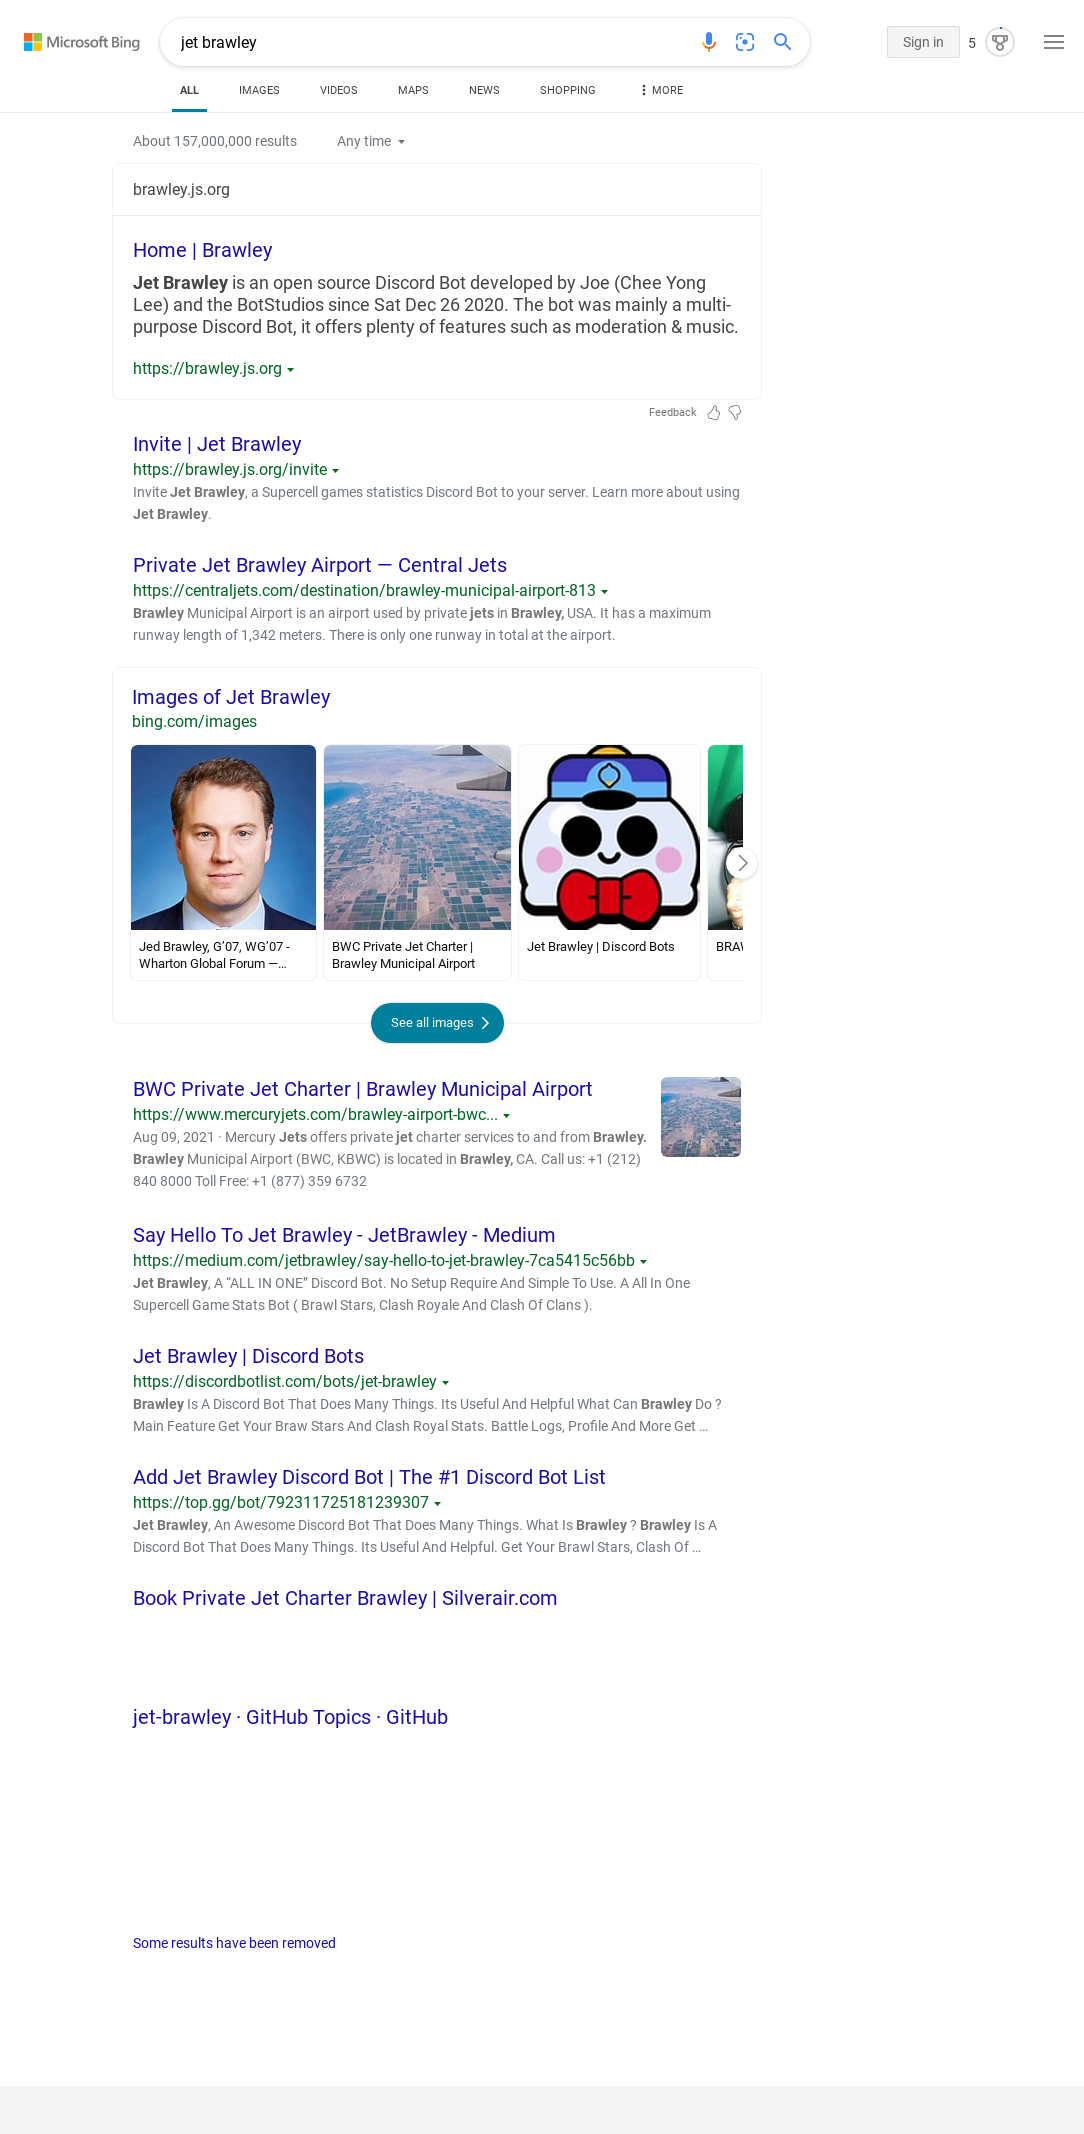 Microsoft Bing
jet brawley
Sign in
5
ALL
IMAGES
VIDEOS
MAPS
NEWS
SHOPPING
MORE
About 157,000,000 results
Any time
brawley.js.org
Home | Brawley
Jet Brawley is an open source Discord Bot developed by Joe (Chee Yong
Lee) and the BotStudios since Sat Dec 26 2020. The bot was mainly a multi-
purpose Discord Bot, it offers plenty of features such as moderation & music.
https://brawley.js.org
Feedback
Invite | Jet Brawley
https://brawley.js.org/invite
Invite Jet Brawley, a Supercell games statistics Discord Bot to your server. Learn more about using
Jet Brawley.
Private Jet Brawley Airport — Central Jets
https://centraljets.com/destination/brawley-municipal-airport-813
Brawley Municipal Airport is an airport used by private jets in Brawley, USA. It has a maximum
runway length of 1,342 meters. There is only one runway in total at the airport.
Images of Jet Brawley
bing.com/images
Jed Brawley, G’07, WG’07 -
Wharton Global Forum —…
BWC Private Jet Charter |
Brawley Municipal Airport
Jet Brawley | Discord Bots
See all images
BWC Private Jet Charter | Brawley Municipal Airport
https://www.mercuryjets.com/brawley-airport-bwc...
Aug 09, 2021 · Mercury Jets offers private jet charter services to and from Brawley.
Brawley Municipal Airport (BWC, KBWC) is located in Brawley, CA. Call us: +1 (212)
840 8000 Toll Free: +1 (877) 359 6732
Say Hello To Jet Brawley - JetBrawley - Medium
https://medium.com/jetbrawley/say-hello-to-jet-brawley-7ca5415c56bb
Jet Brawley, A “ALL IN ONE” Discord Bot. No Setup Require And Simple To Use. A All In One
Supercell Game Stats Bot ( Brawl Stars, Clash Royale And Clash Of Clans ).
Jet Brawley | Discord Bots
https://discordbotlist.com/bots/jet-brawley
Brawley Is A Discord Bot That Does Many Things. Its Useful And Helpful What Can Brawley Do ?
Main Feature Get Your Braw Stars And Clash Royal Stats. Battle Logs, Profile And More Get …
Add Jet Brawley Discord Bot | The #1 Discord Bot List
https://top.gg/bot/792311725181239307
Jet Brawley, An Awesome Discord Bot That Does Many Things. What Is Brawley ? Brawley Is A
Discord Bot That Does Many Things. Its Useful And Helpful. Get Your Brawl Stars, Clash Of …
Book Private Jet Charter Brawley | Silverair.com
jet-brawley · GitHub Topics · GitHub
Some results have been removed